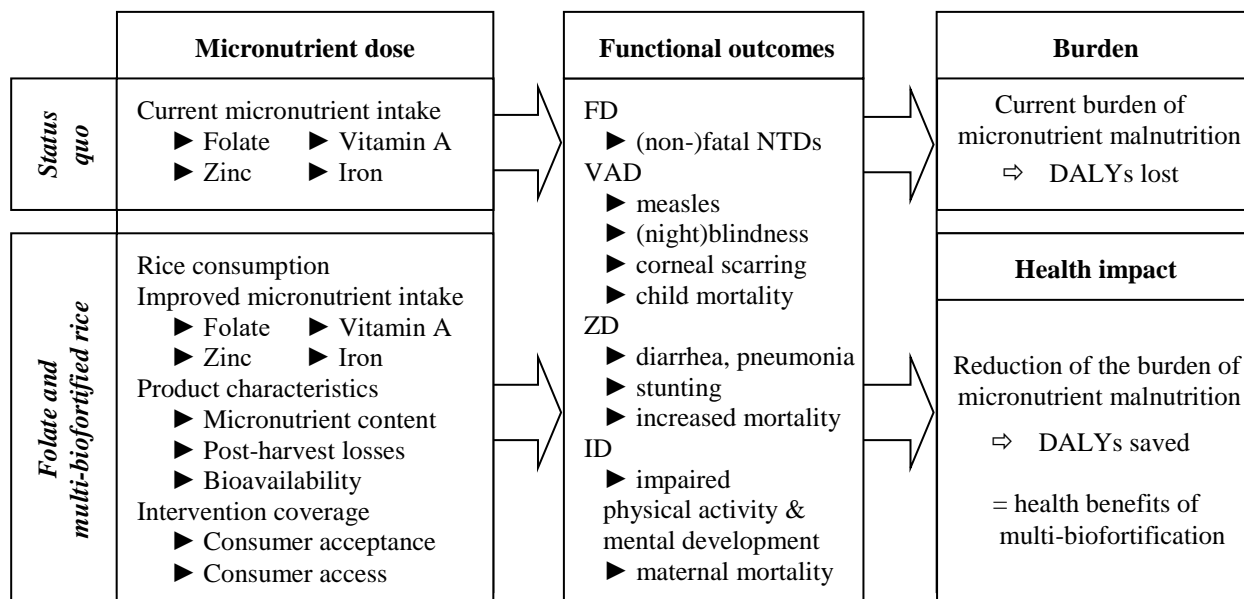 Micronutrient dose
Functional outcomes
Burden
Status
quo
Current micronutrient intake
► Folate ► Vitamin A
► Zinc ► Iron
FD
► (non-)fatal NTDs
VAD
► measles
► (night)blindness
► corneal scarring
► child mortality
ZD
► diarrhea, pneumonia
► stunting
► increased mortality
ID
► impaired
physical activity &
mental development
► maternal mortality
Current burden of
micronutrient malnutrition
⇨ DALYs lost
Folate and
multi-biofortified rice
Rice consumption
Improved micronutrient intake
► Folate ► Vitamin A
► Zinc ► Iron
Product characteristics
► Micronutrient content
► Post-harvest losses
► Bioavailability
Intervention coverage
► Consumer acceptance
► Consumer access
Health impact
Reduction of the burden of
micronutrient malnutrition
⇨ DALYs saved
= health benefits of
multi-biofortification